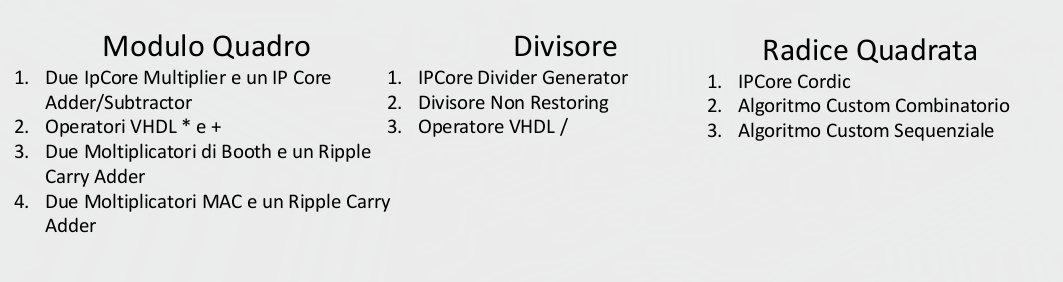 Modulo Quadro
1. Due IpCore Multiplier e un IP Core
Adder/Subtractor
2. Operatori VHDL * e +
3. Due Moltiplicatori di Booth e un Ripple
Carry Adder
4. Due Moltiplicatori MAC e un Ripple Carry
Adder
Divisore
1. IPCore Divider Generator
2. Divisore Non Restoring
3. Operatore VHDL /
Radice Quadrata
1. IPCore Cordic
2. Algoritmo Custom Combinatorio
3. Algoritmo Custom Sequenziale